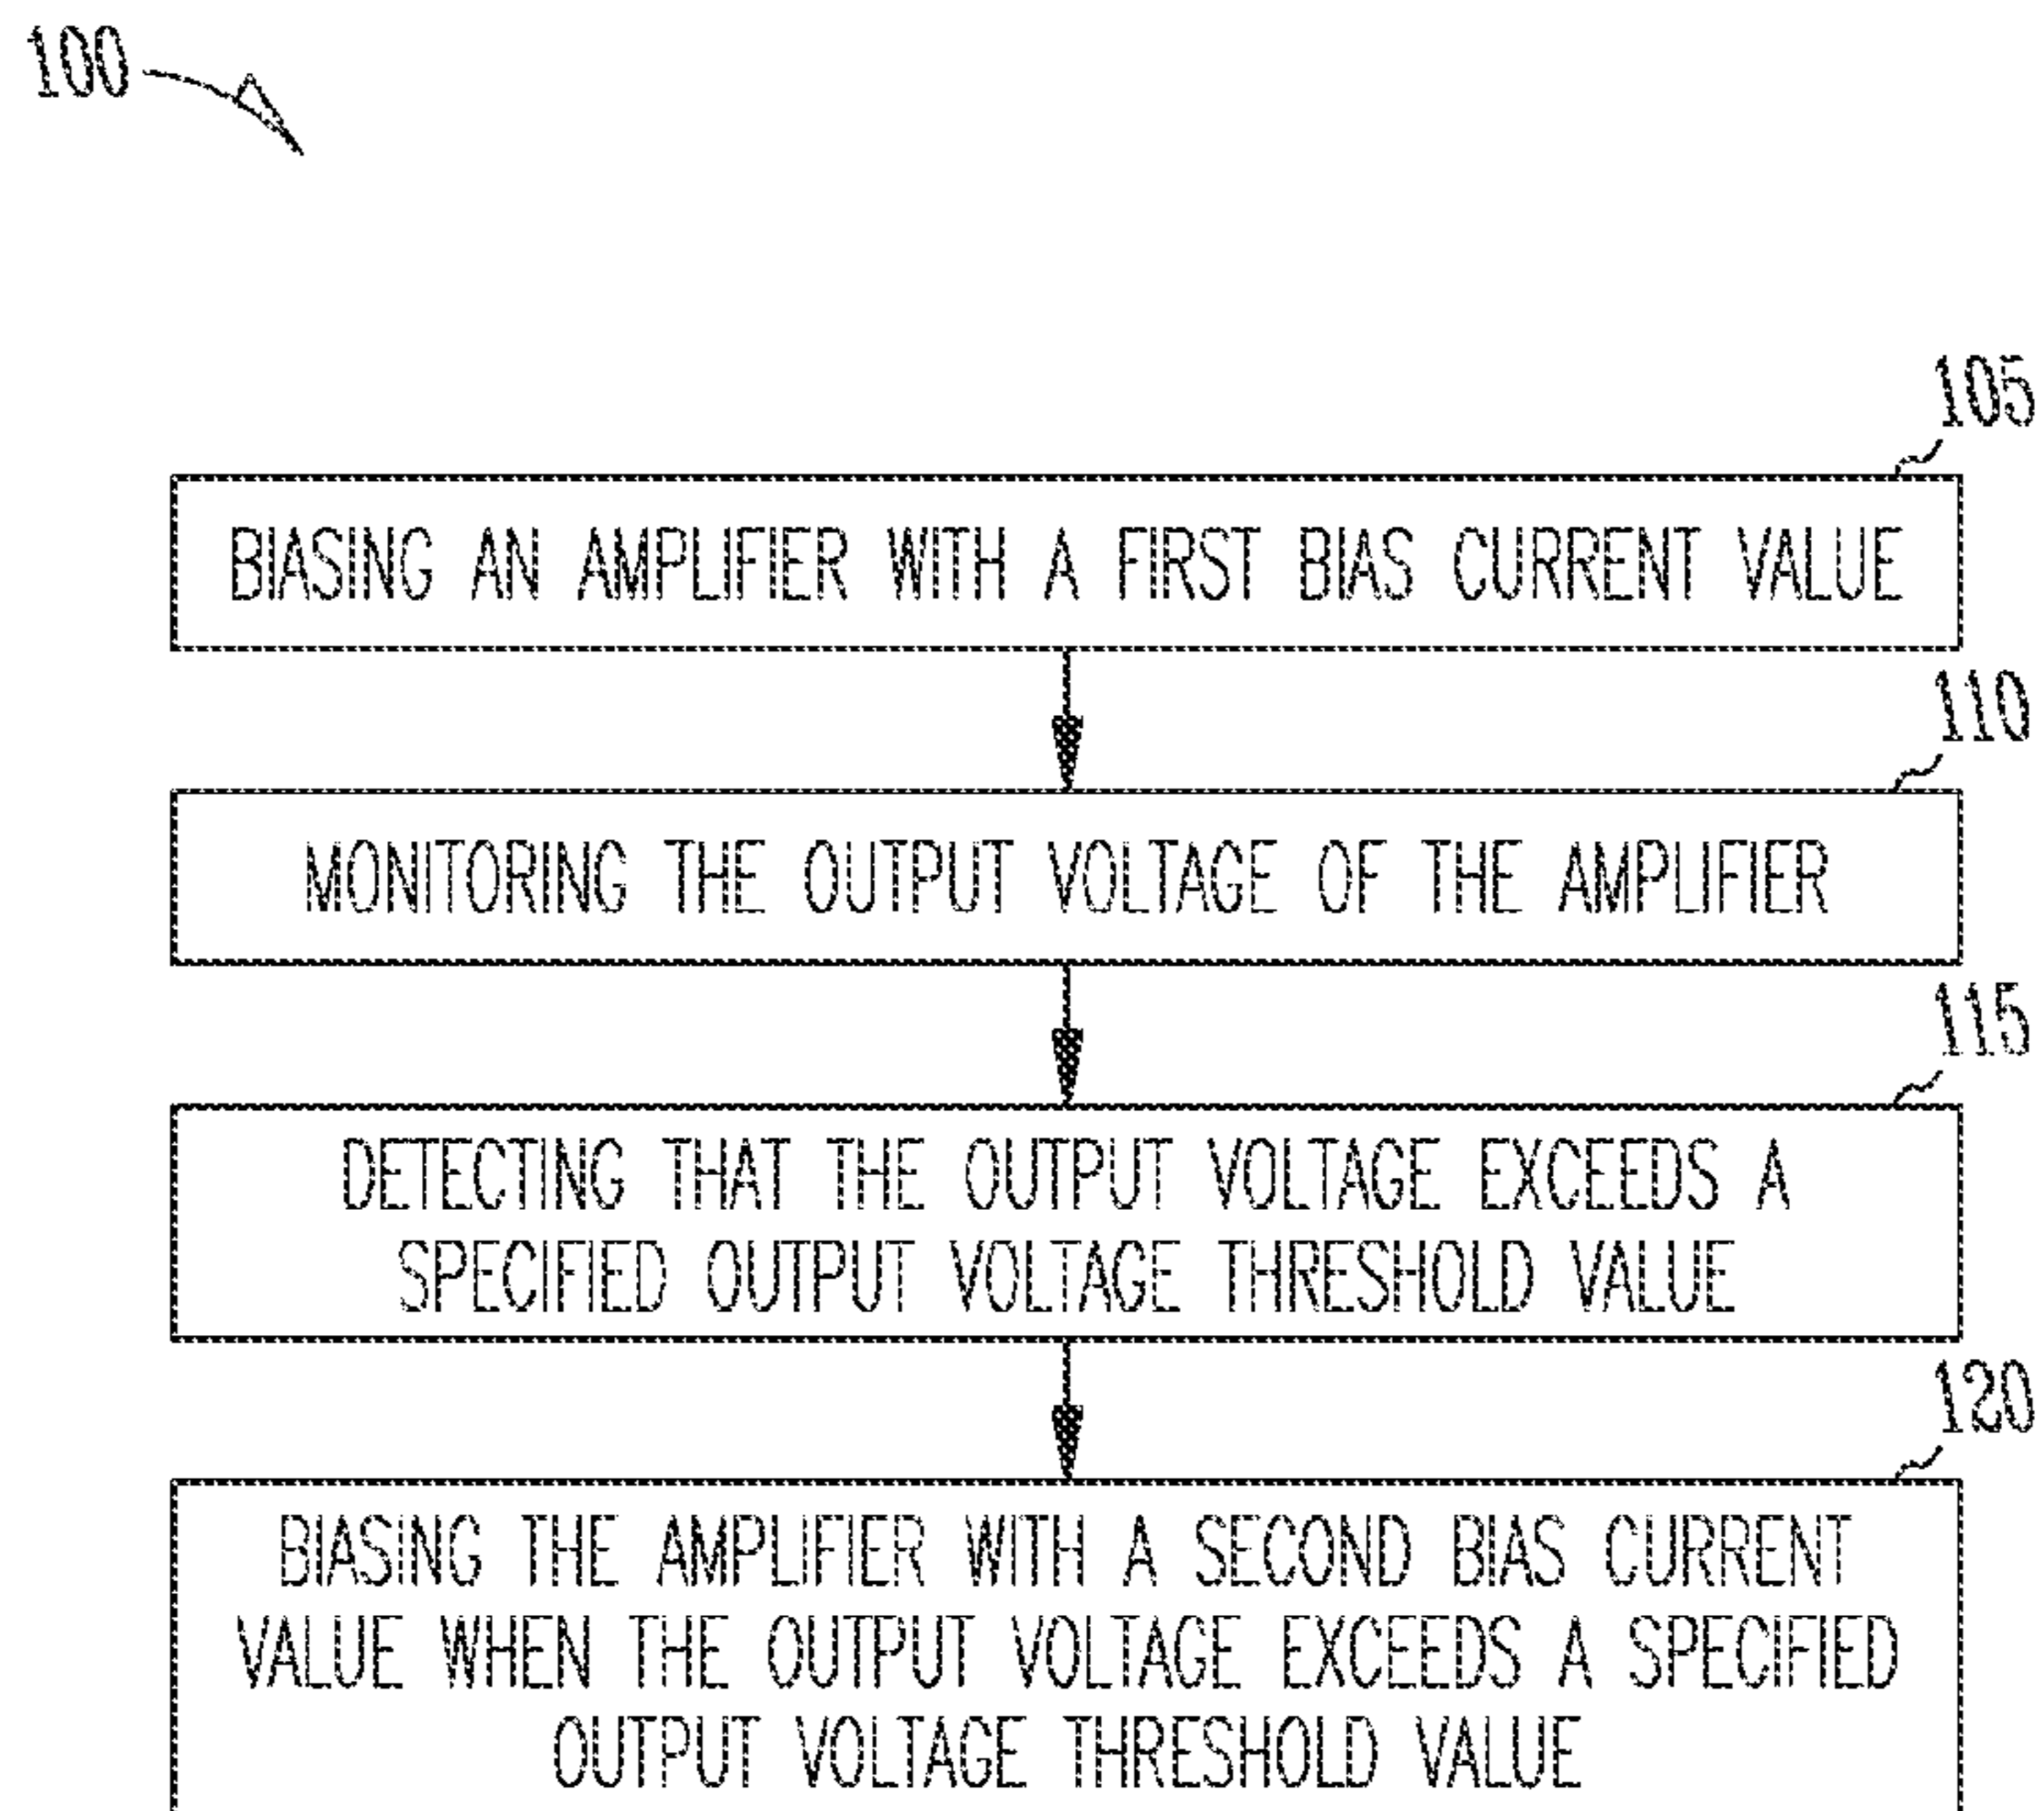 100
105
BIASING AN AMPLIFIER WITH A FIRST BIAS CURRENT VALUE
110
MONITORING THE OUTPUT VOLTAGE OF THE AMPLIFIER
115
DETECTING THAT THE OUTPUT VOLTAGE EXCEEDS A
SPECIFIED OUTPUT VOLTAGE THRESHOLD VALUE
120
BIASING THE AMPLIFIER WITH A SECOND BIAS CURRENT
VALUE WHEN THE OUTPUT VOLTAGE EXCEEDS A SPECIFIED
OUTPUT VOLTAGE THRESHOLD VALUE